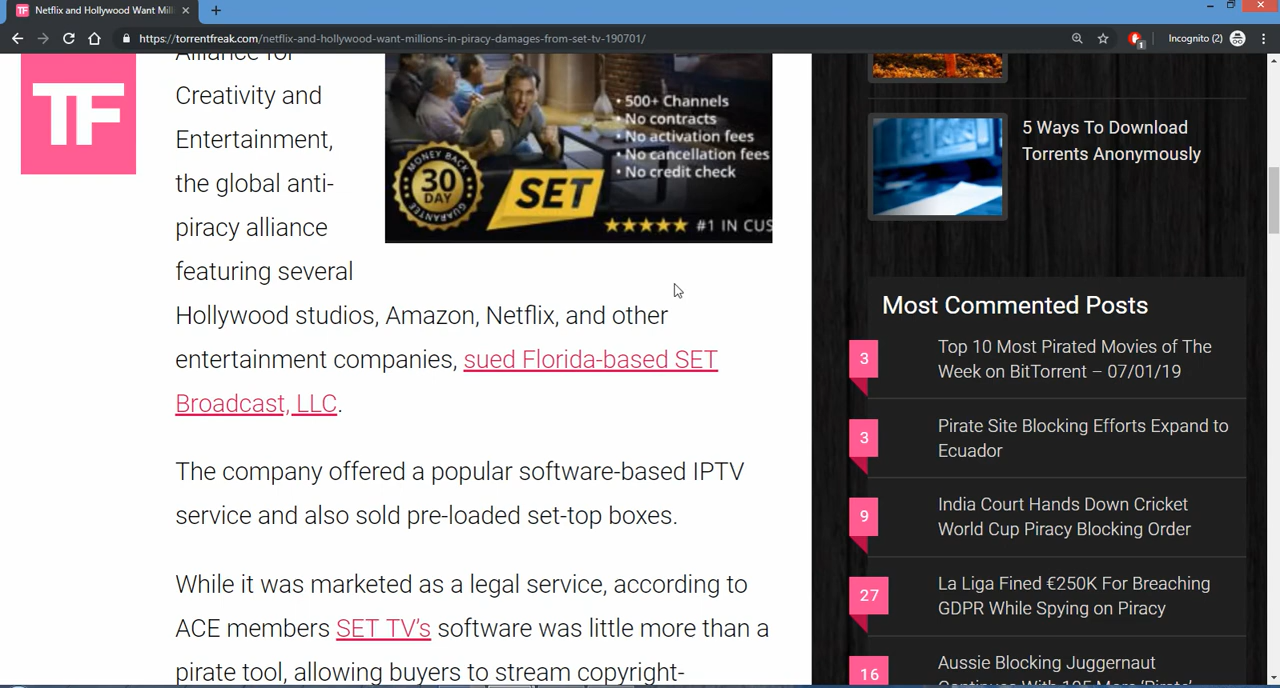 Netflix and Hollywood Want Mill
https://torrentfreak.com/netflix-and-hollywood-want-millions-in-piracy-damages-from-set-tv-190701/
1
Incognito (2)
TF
Alliance for
Creativity and
Entertainment,
the global anti-
piracy alliance
featuring several
Hollywood studios, Amazon, Netflix, and other
entertainment companies, sued Florida-based SET
Broadcast, LLC.
• 500+ Channels
• No contracts
• No activation fees
• No cancellation fees
• No credit check
MONEY BACK
30
DAY
GUARANTEE
SET
★★★★★ #1 IN CUS
The company offered a popular software-based IPTV
service and also sold pre-loaded set-top boxes.
While it was marketed as a legal service, according to
ACE members SET TV's software was little more than a
pirate tool, allowing buyers to stream copyright-
5 Ways To Download
Torrents Anonymously
Most Commented Posts
3
Top 10 Most Pirated Movies of The
Week on BitTorrent – 07/01/19
3
Pirate Site Blocking Efforts Expand to
Ecuador
9
India Court Hands Down Cricket
World Cup Piracy Blocking Order
27
La Liga Fined €250K For Breaching
GDPR While Spying on Piracy
16
Aussie Blocking Juggernaut
Continues With 105 More 'Pirate'